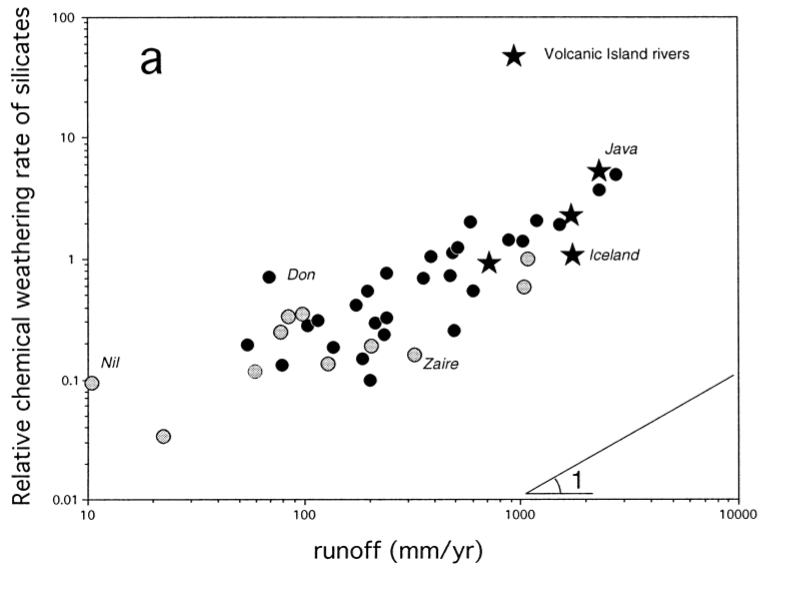 100
a
Volcanic Island rivers
Relative chemical weathering rate of silicates
10
Java
1
Iceland
Don
Nil
Zaire
0.1
1
0.01
10
100
1000
10000
runoff (mm/yr)